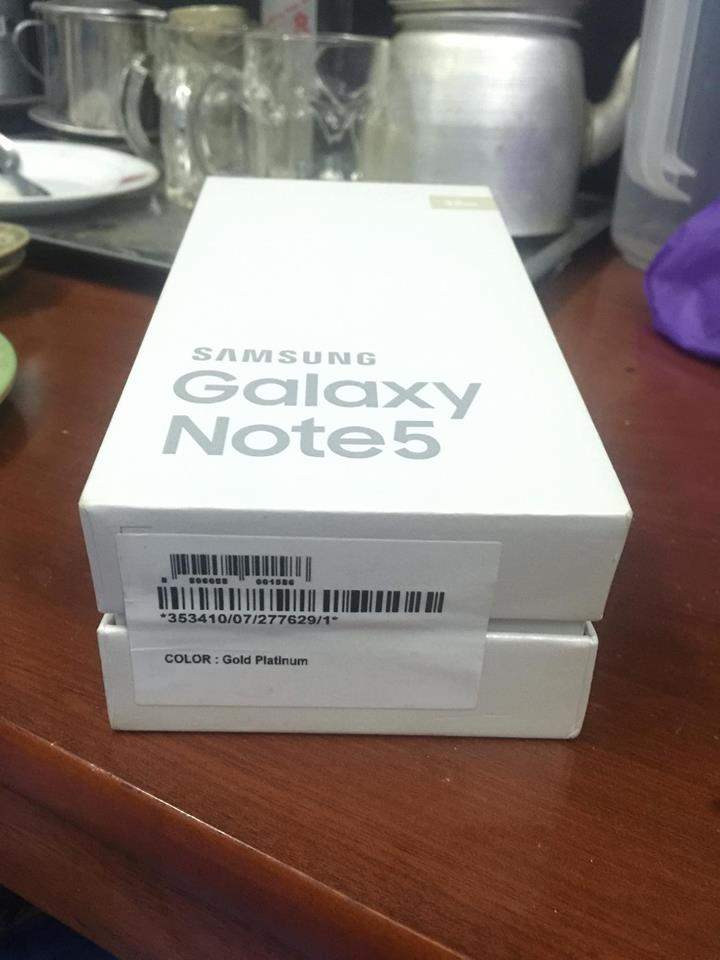 SAMSUNG
Galaxy
Note5
*353410/07/277629/1*
COLOR : Gold Platinum